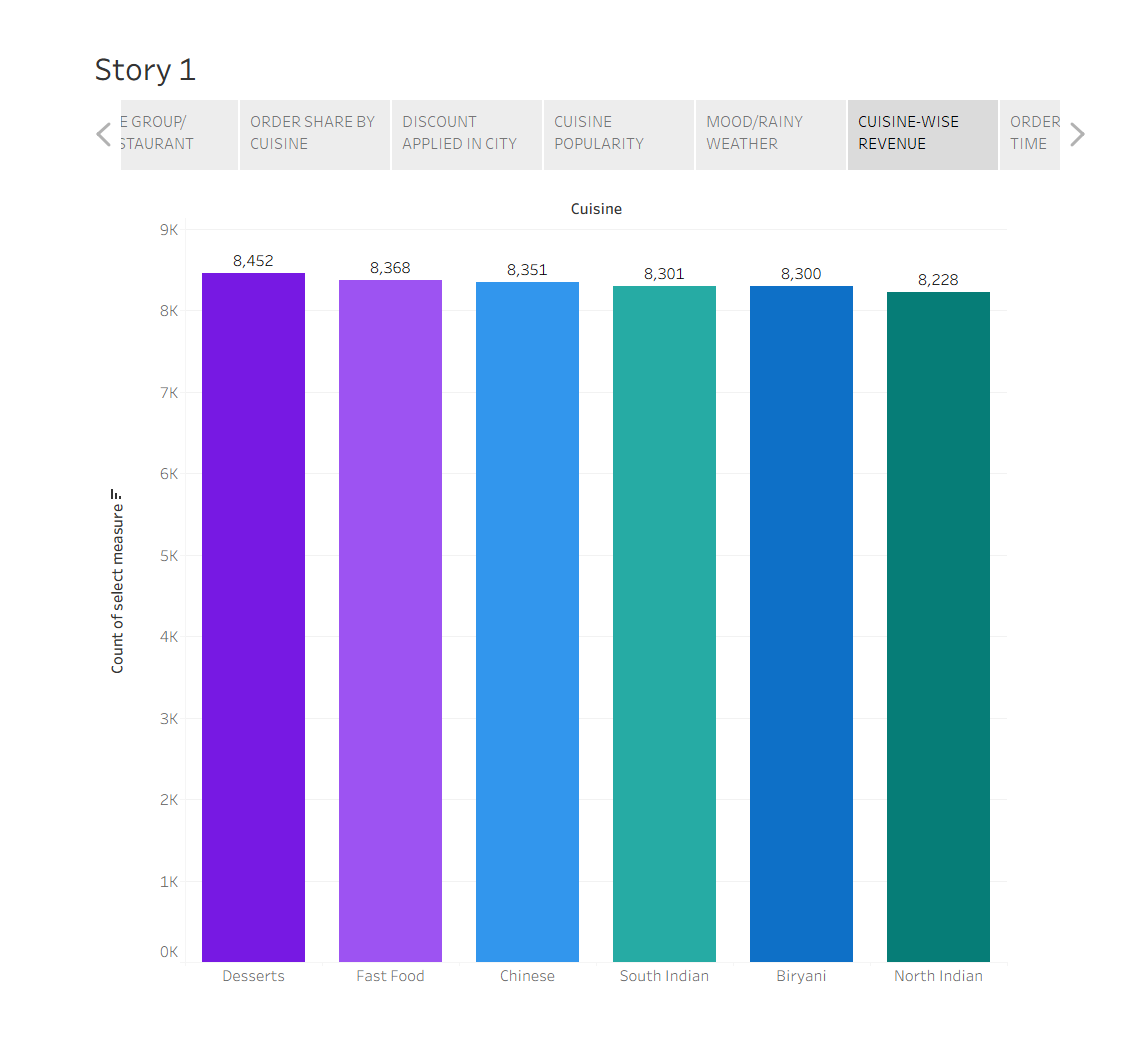 Story 1
E GROUP/
STAURANT
ORDER SHARE BY
CUISINE
DISCOUNT
APPLIED IN CITY
CUISINE
POPULARITY
MOOD/RAINY
WEATHER
CUISINE-WISE
REVENUE
ORDER
TIME
Cuisine
9K
8K
7K
6K
5K
4K
3K
2K
1K
0K
Count of select measure
8,452
8,368
8,351
8,301
8,300
8,228
Desserts
Fast Food
Chinese
South Indian
Biryani
North Indian